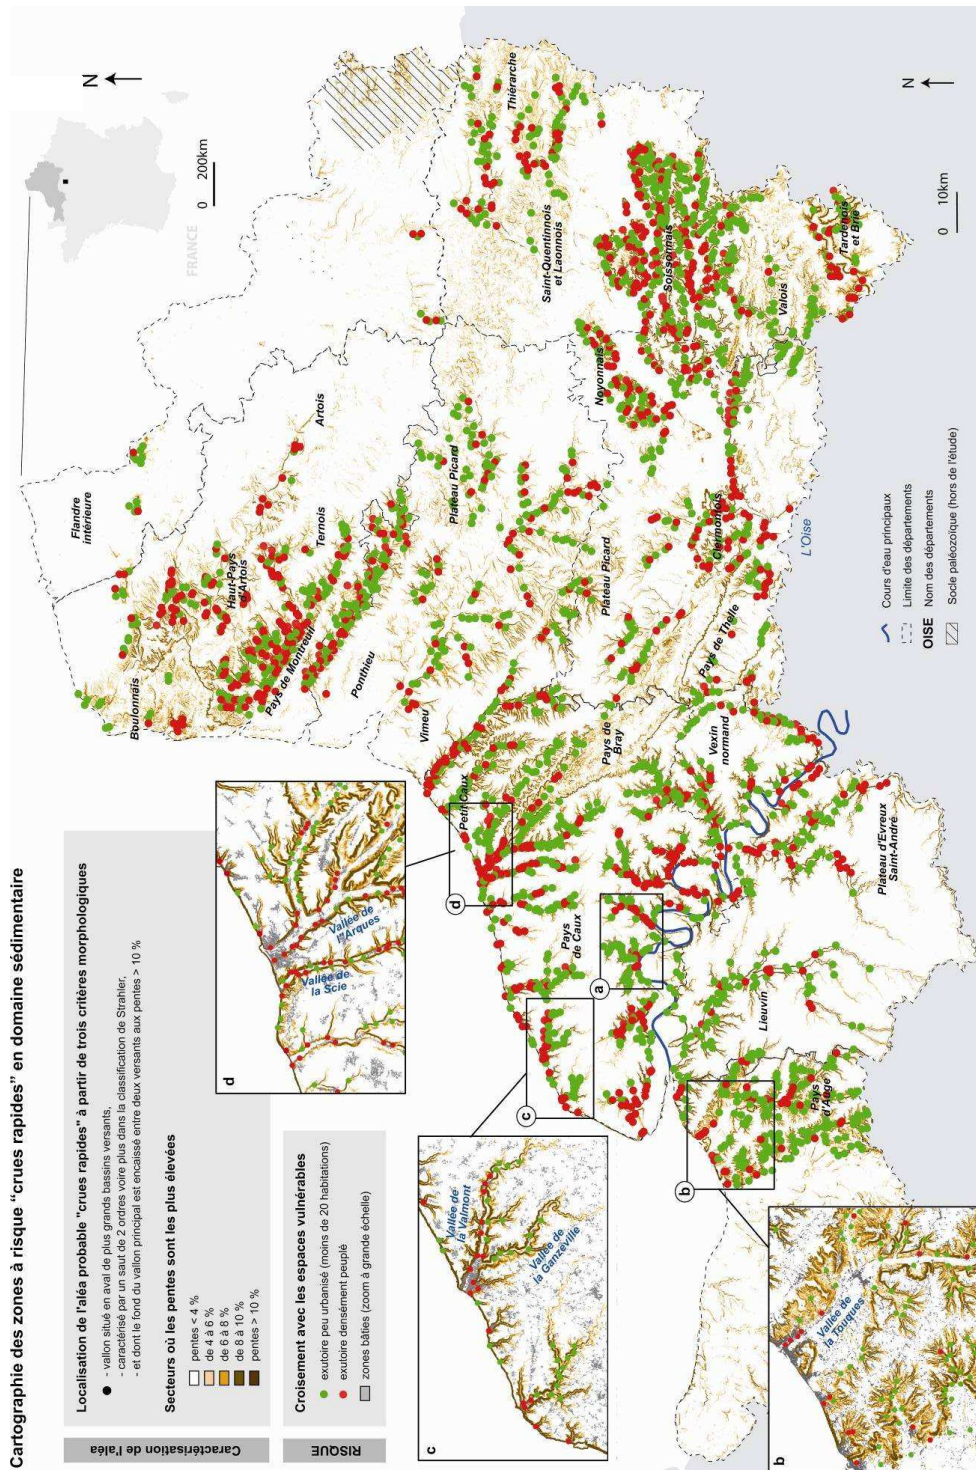 Cartographie des zones à risque "crues rapides" en domaine sédimentaire
Caractérisation de l'aléa
Localisation de l'aléa probable "crues rapides" à partir de trois critères morphologiques
- vallon situé en aval de plus grands bassins versants,
- caractérisé par un saut de 2 ordres voire plus dans la classification de Strahler,
- et dont le fond du vallon principal est encaissé entre deux versants aux pentes > 10 %
Secteurs où les pentes sont les plus élevées
pentes < 4 %
de 4 à 6 %
de 6 à 8 %
de 8 à 10 %
pentes > 10 %
RISQUE
Croisement avec les espaces vulnérables
exutoire peu urbanisé (moins de 20 habitations)
exutoire densément peuplé
zones bâties (zoom à grande échelle)
FRANCE
0 200km
N
d
Vallée de
l'Arques
Vallée de
la Scie
c
Vallée de
la Valmont
Vallée de
la Ganzeville
b
Vallée de
la Touques
Flandre
intérieure
Boulonnais
Haut-Pays
d'Artois
Artois
Ternois
Pays de Montreuil
Ponthieu
Vimeu
Plateau Picard
Thiérarche
Saint-Quentinnois
et Laonnois
Petit Caux
d
Pays de
Bray
Plateau Picard
Noyonnais
Soissonnais
Clermontois
Pays de Thelle
Valois
Tardenois
et Brie
Pays
de Caux
c
a
Vexin
normand
L'Oise
b
Lieuvin
Pays
d'Auge
Plateau d'Evreux
Saint-André
Cours d'eau principaux
Limite des départements
OISE Nom des départements
Socle paléozoïque (hors de l'étude)
0 10km
N